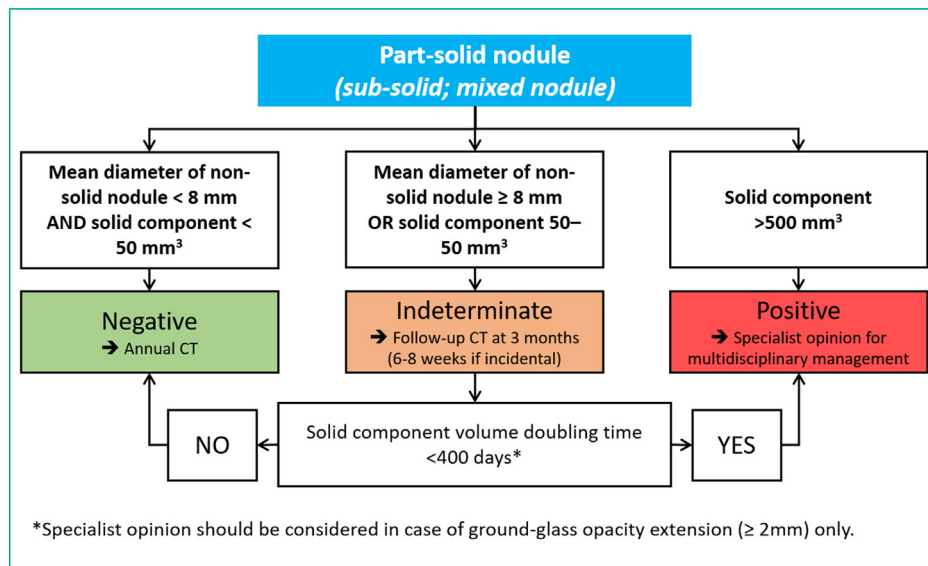 Part-solid nodule
(sub-solid; mixed nodule)
Mean diameter of non-
solid nodule < 8 mm
AND solid component <
50 mm³
Mean diameter of non-
solid nodule ≥ 8 mm
OR solid component 50–
50 mm³
Solid component
>500 mm³
Negative
➔ Annual CT
Indeterminate
➔ Follow-up CT at 3 months
(6-8 weeks if incidental)
Positive
➔ Specialist opinion for
multidisciplinary management
NO
Solid component volume doubling time
<400 days*
YES
*Specialist opinion should be considered in case of ground-glass opacity extension (≥ 2mm) only.